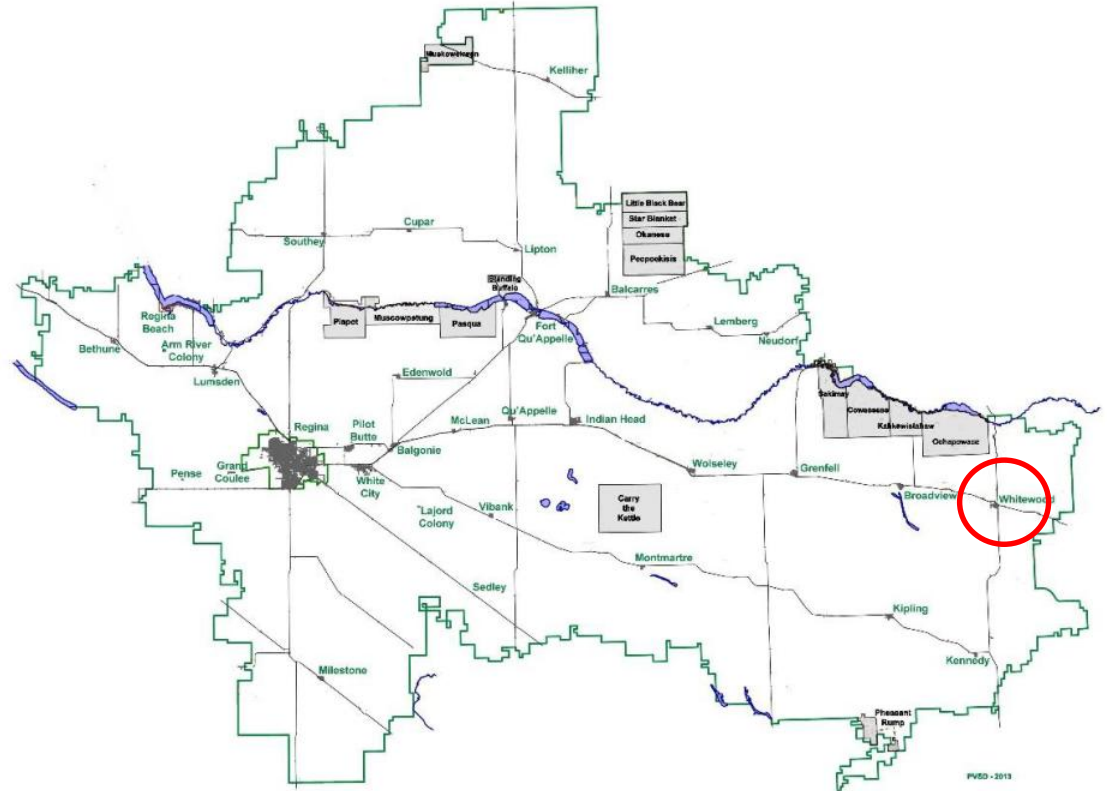 Muskowekwan
Kelliher
Little Black Bear
Star Blanket
Okanese
Peepeekisis
Cupar
Southey
Lipton
Standing
Buffalo
Balcarres
Regina
Beach
Piapot
Muscowpetung
Pasqua
Fort
Qu'Appelle
Lemberg
Neudorf
Bethune
Arm River
Colony
Lumsden
Edenwold
Sakimay
Cowessess
Kahkewistahaw
Ochapowace
Regina
Pilot
Butte
McLean
Qu'Appelle
Indian Head
Balgonie
Pense
Grand
Coulee
White
City
Wolseley
Grenfell
Broadview
Whitewood
Lajord
Colony
Vibank
Carry
the
Kettle
Montmartre
Sedley
Kipling
Kennedy
Milestone
Pheasant
Rump
PVSD - 2013